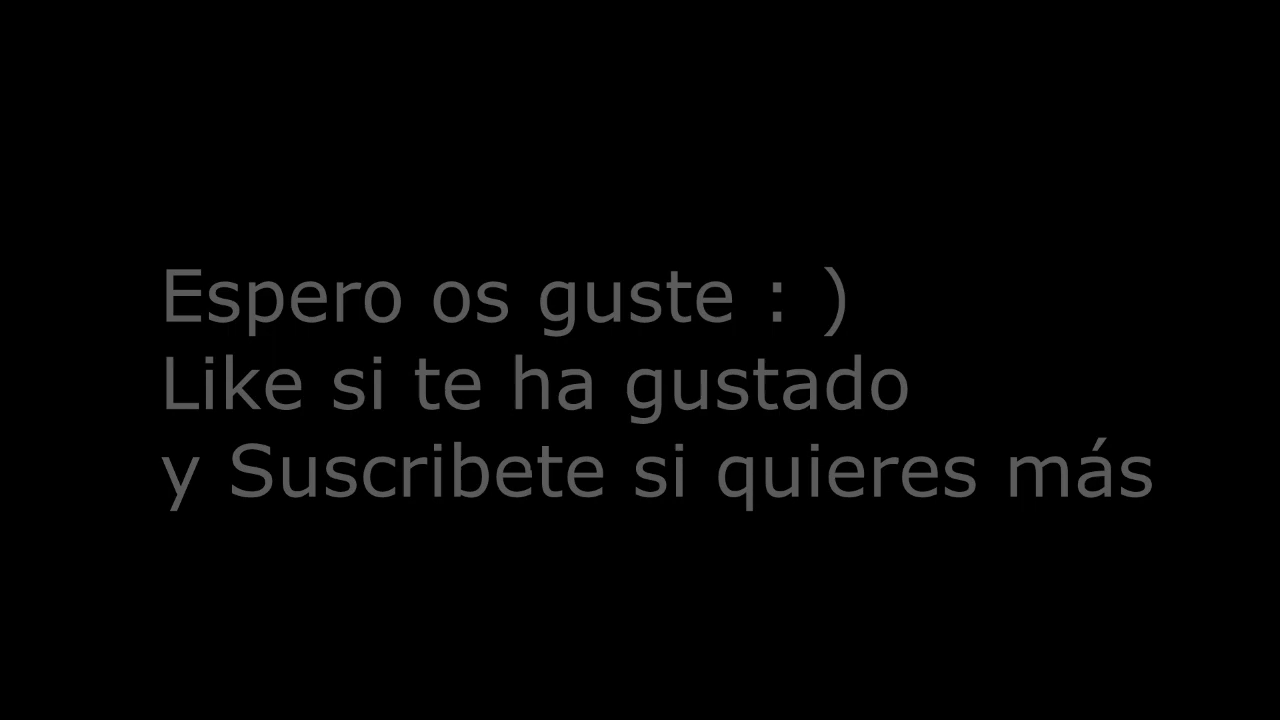 Espero os guste : )
Like si te ha gustado
y Suscribete si quieres más